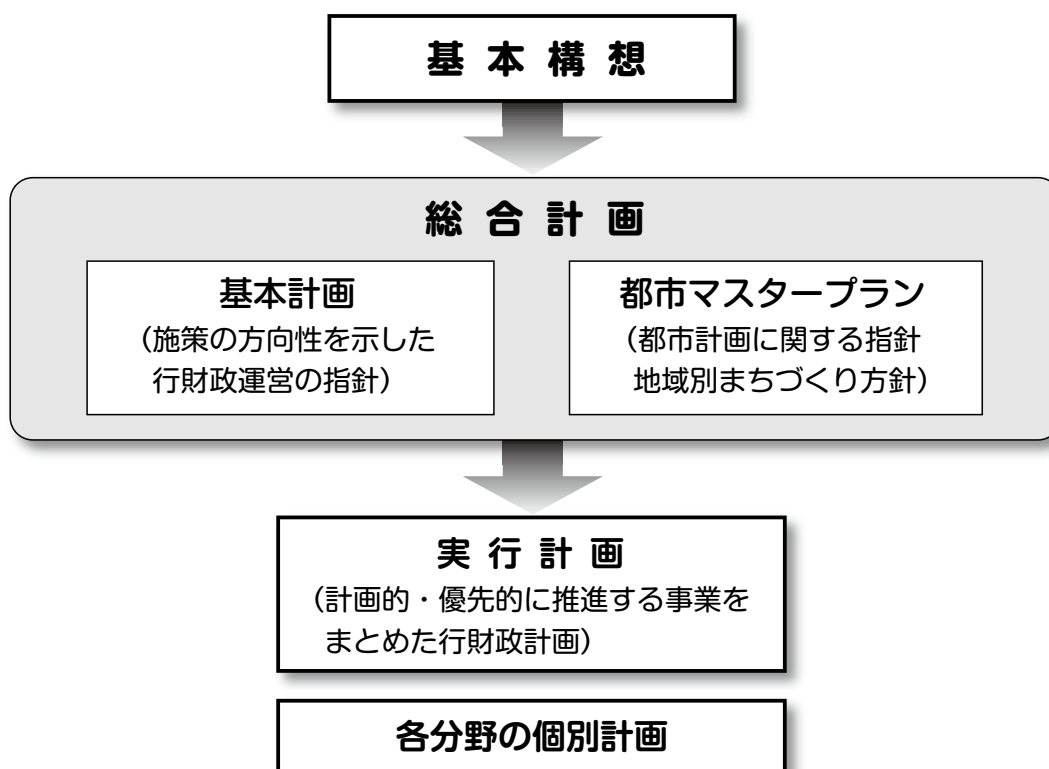 基本構想
総合計画
基本計画
（施策の方向性を示した
行財政運営の指針）
都市マスタープラン
（都市計画に関する指針
地域別まちづくり方針）
実行計画
（計画的・優先的に推進する事業を
まとめた行財政計画）
各分野の個別計画